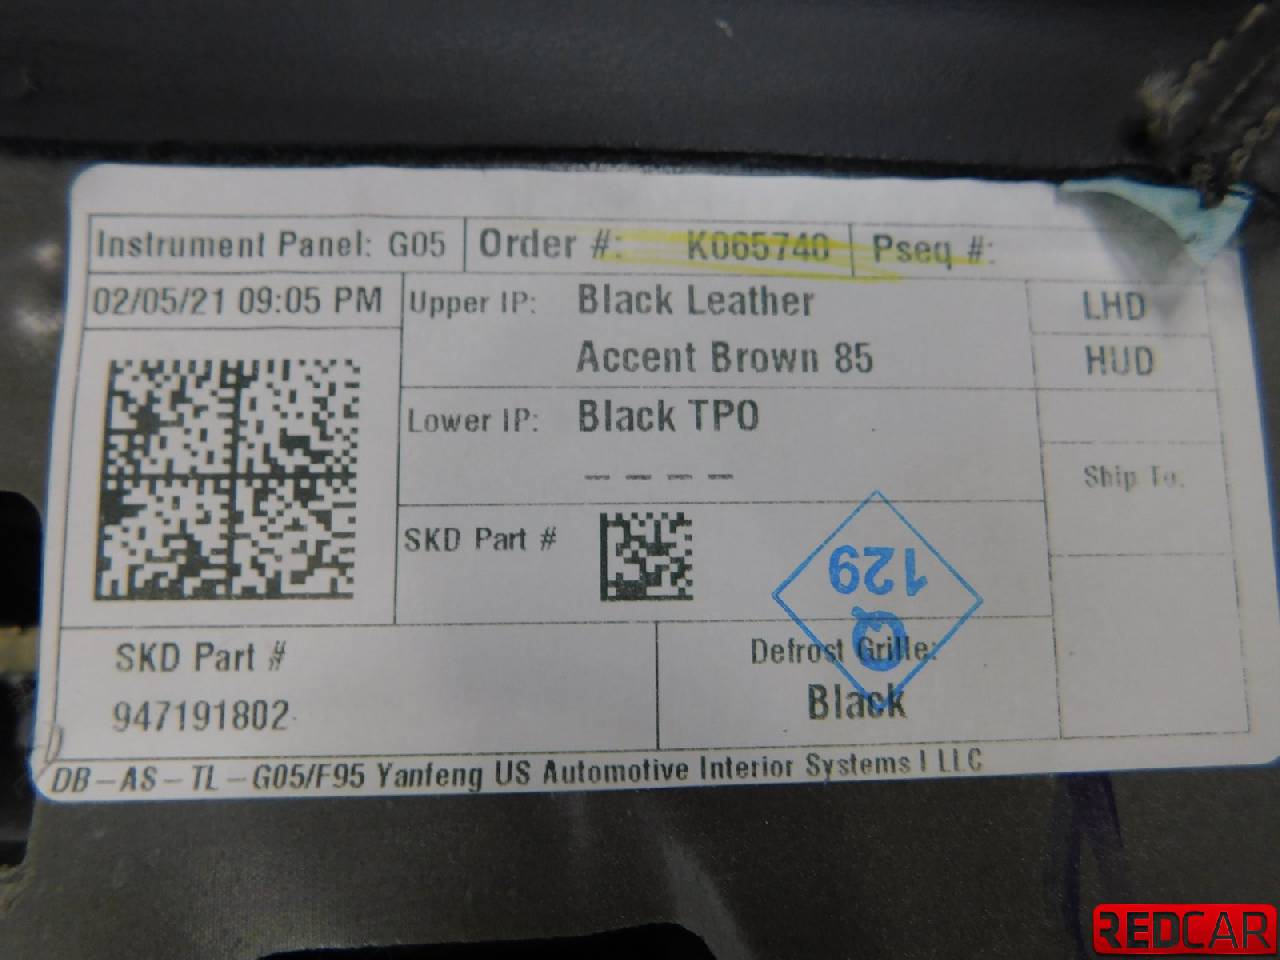 Instrument Panel: G05
Order #: K065740
Pseq #:
02/05/21 09:05 PM
Upper IP: Black Leather
Accent Brown 85
LHD
HUD
Lower IP: Black TPO
----
Ship To:
SKD Part #
129
Q
SKD Part #
947191802
Defrost Grille:
Black
DB-AS-TL-G05/F95 Yanfeng US Automotive Interior Systems I LLC
REDCAR